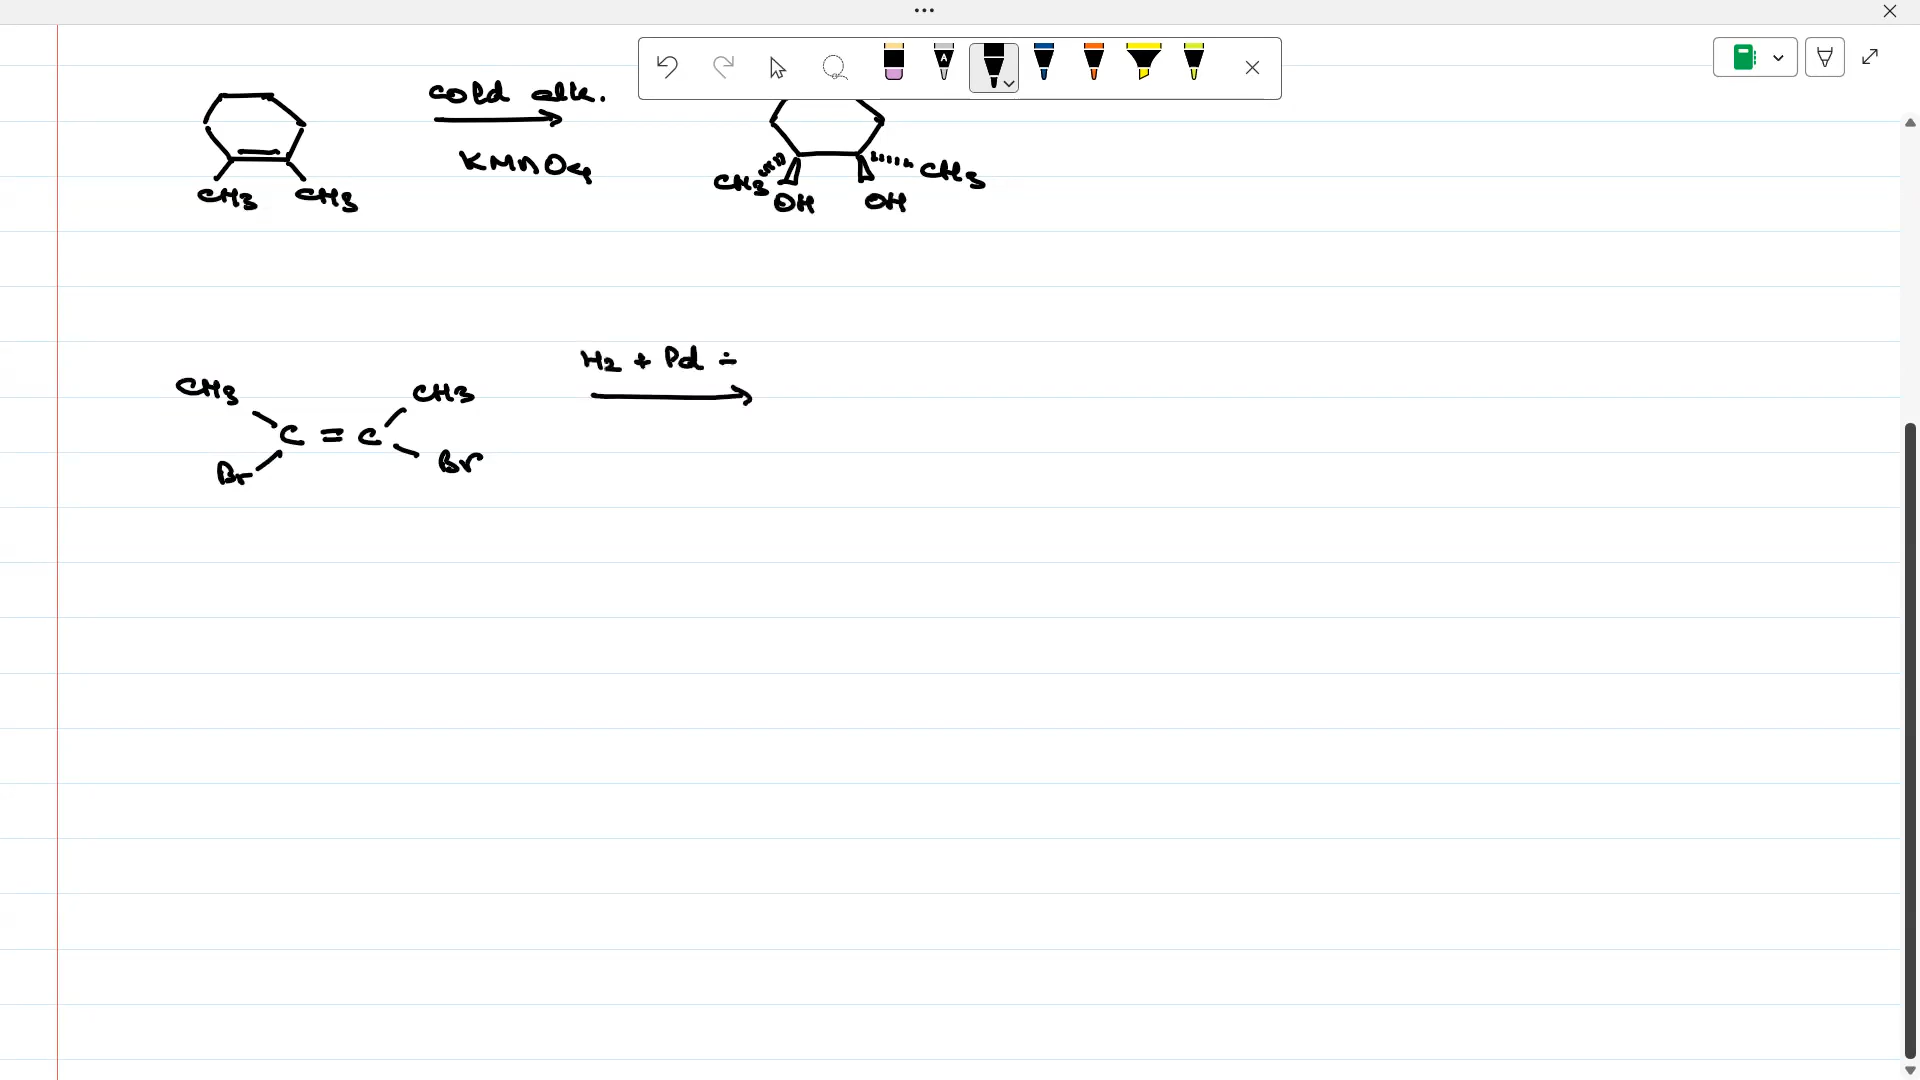 cold alk.
KMnO4
CH3 CH3
CH3 OH OH CH3
H2 + Pd ÷
CH3 CH3
C = C
Br Br